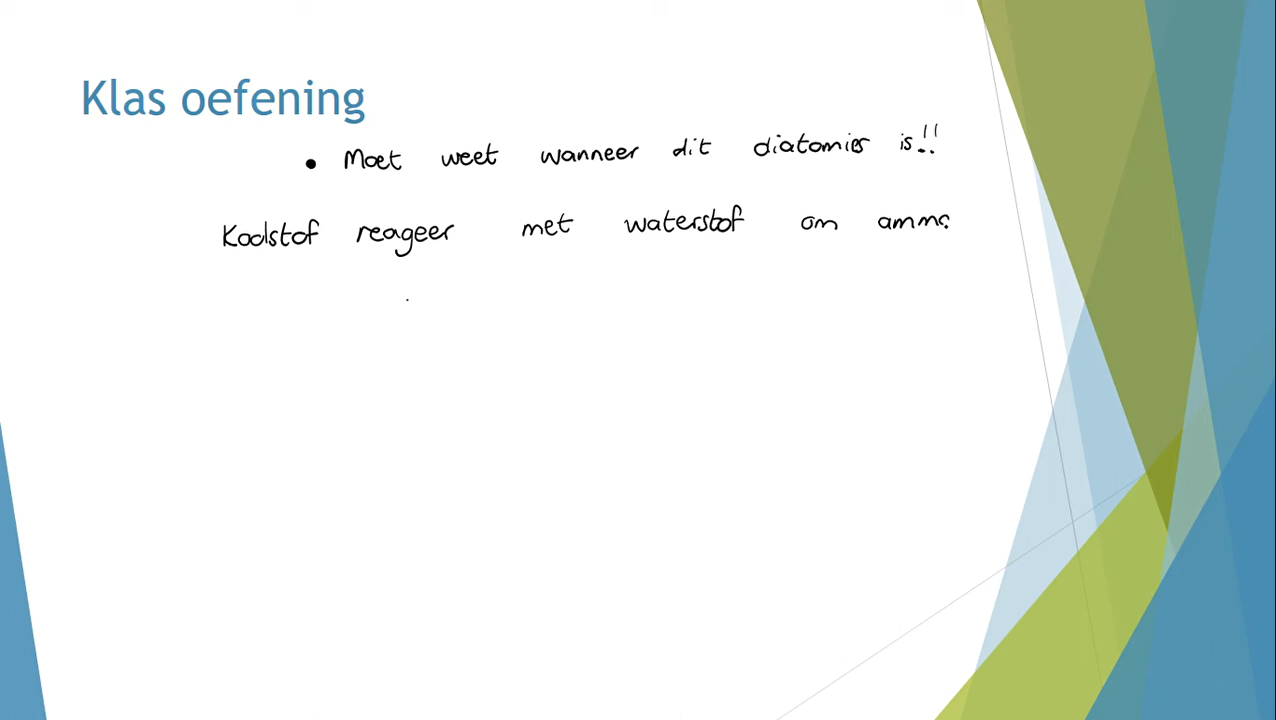 Klas oefening
• Moet weet wanneer dit diatomies is!!
Koolstof reageer met waterstof om